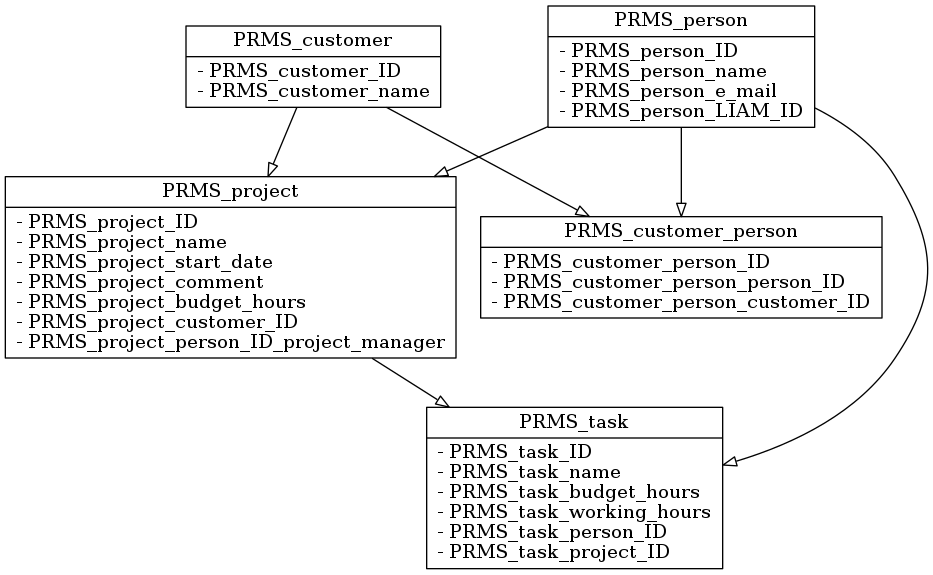 PRMS_customer
- PRMS_customer_ID
- PRMS_customer_name
PRMS_person
- PRMS_person_ID
- PRMS_person_name
- PRMS_person_e_mail
- PRMS_person_LIAM_ID
PRMS_project
- PRMS_project_ID
- PRMS_project_name
- PRMS_project_start_date
- PRMS_project_comment
- PRMS_project_budget_hours
- PRMS_project_customer_ID
- PRMS_project_person_ID_project_manager
PRMS_customer_person
- PRMS_customer_person_ID
- PRMS_customer_person_person_ID
- PRMS_customer_person_customer_ID
PRMS_task
- PRMS_task_ID
- PRMS_task_name
- PRMS_task_budget_hours
- PRMS_task_working_hours
- PRMS_task_person_ID
- PRMS_task_project_ID